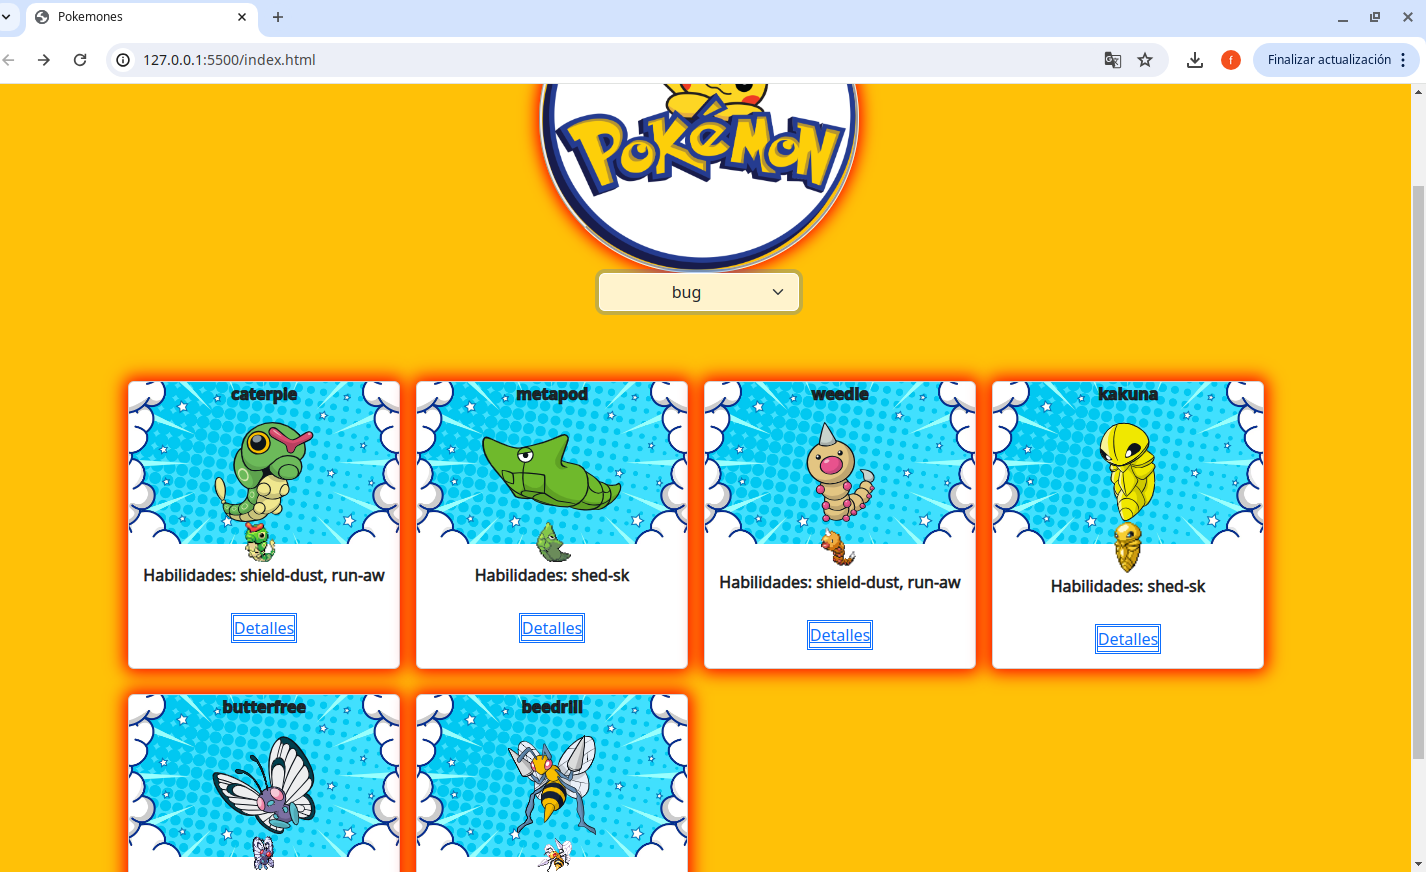 Pokemones
127.0.0.1:5500/index.html
f
Finalizar actualización
POKéMON
bug
caterpie
metapod
weedle
kakuna
Habilidades: shield-dust, run-aw
Habilidades: shed-sk
Habilidades: shield-dust, run-aw
Habilidades: shed-sk
Detalles
Detalles
Detalles
Detalles
butterfree
beedrill